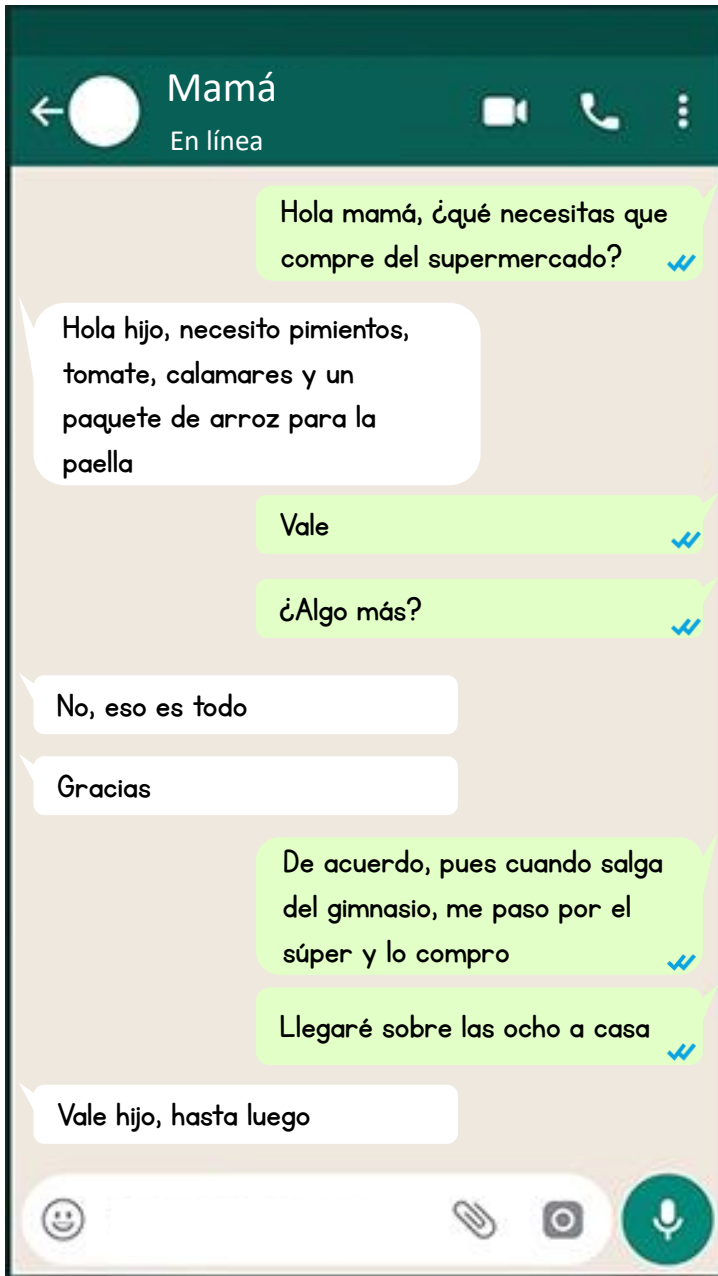 Mamá
En línea
Hola mamá, ¿qué necesitas que
compre del supermercado?
Hola hijo, necesito pimientos,
tomate, calamares y un
paquete de arroz para la
paella
Vale
¿Algo más?
No, eso es todo
Gracias
De acuerdo, pues cuando salga
del gimnasio, me paso por el
súper y lo compro
Llegaré sobre las ocho a casa
Vale hijo, hasta luego